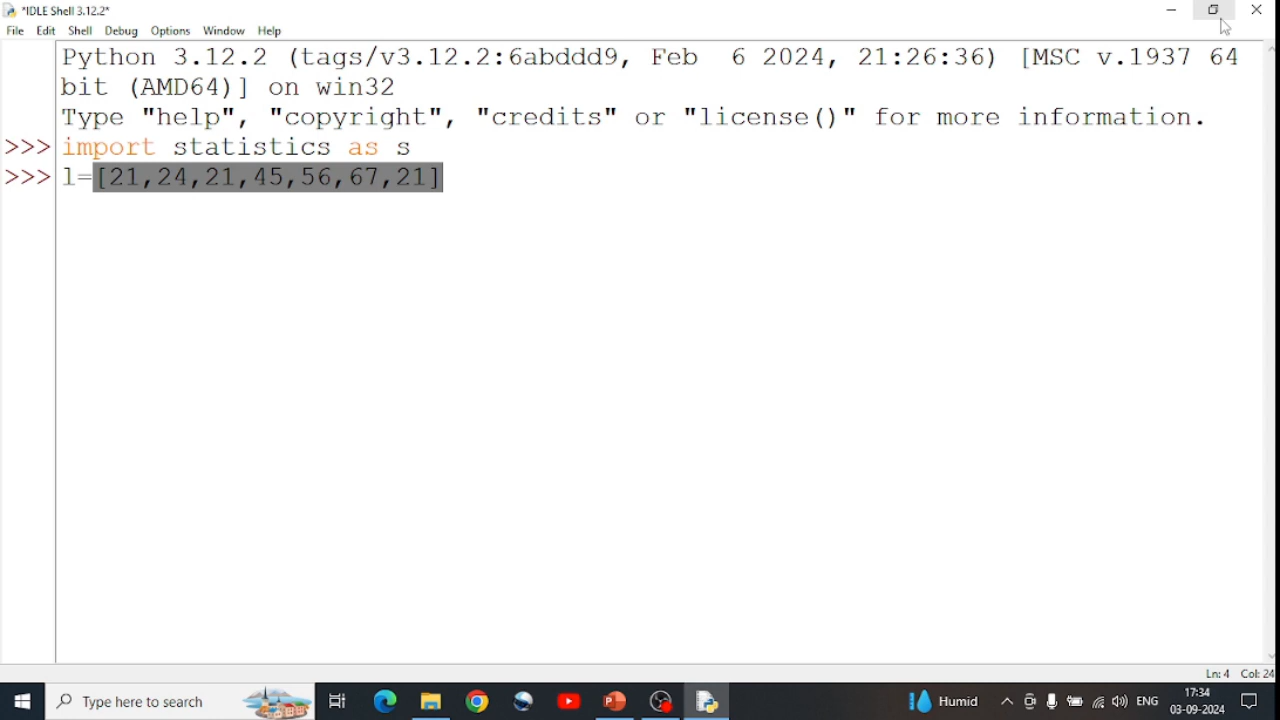 *IDLE Shell 3.12.2*
File Edit Shell Debug Options Window Help
Python 3.12.2 (tags/v3.12.2:6abddd9, Feb  6 2024, 21:26:36) [MSC v.1937 64
bit (AMD64)] on win32
Type "help", "copyright", "credits" or "license()" for more information.
>>> import statistics as s
>>> l=[21,24,21,45,56,67,21]
Ln: 4 Col: 24
Type here to search
Humid
ENG
17:34
03-09-2024